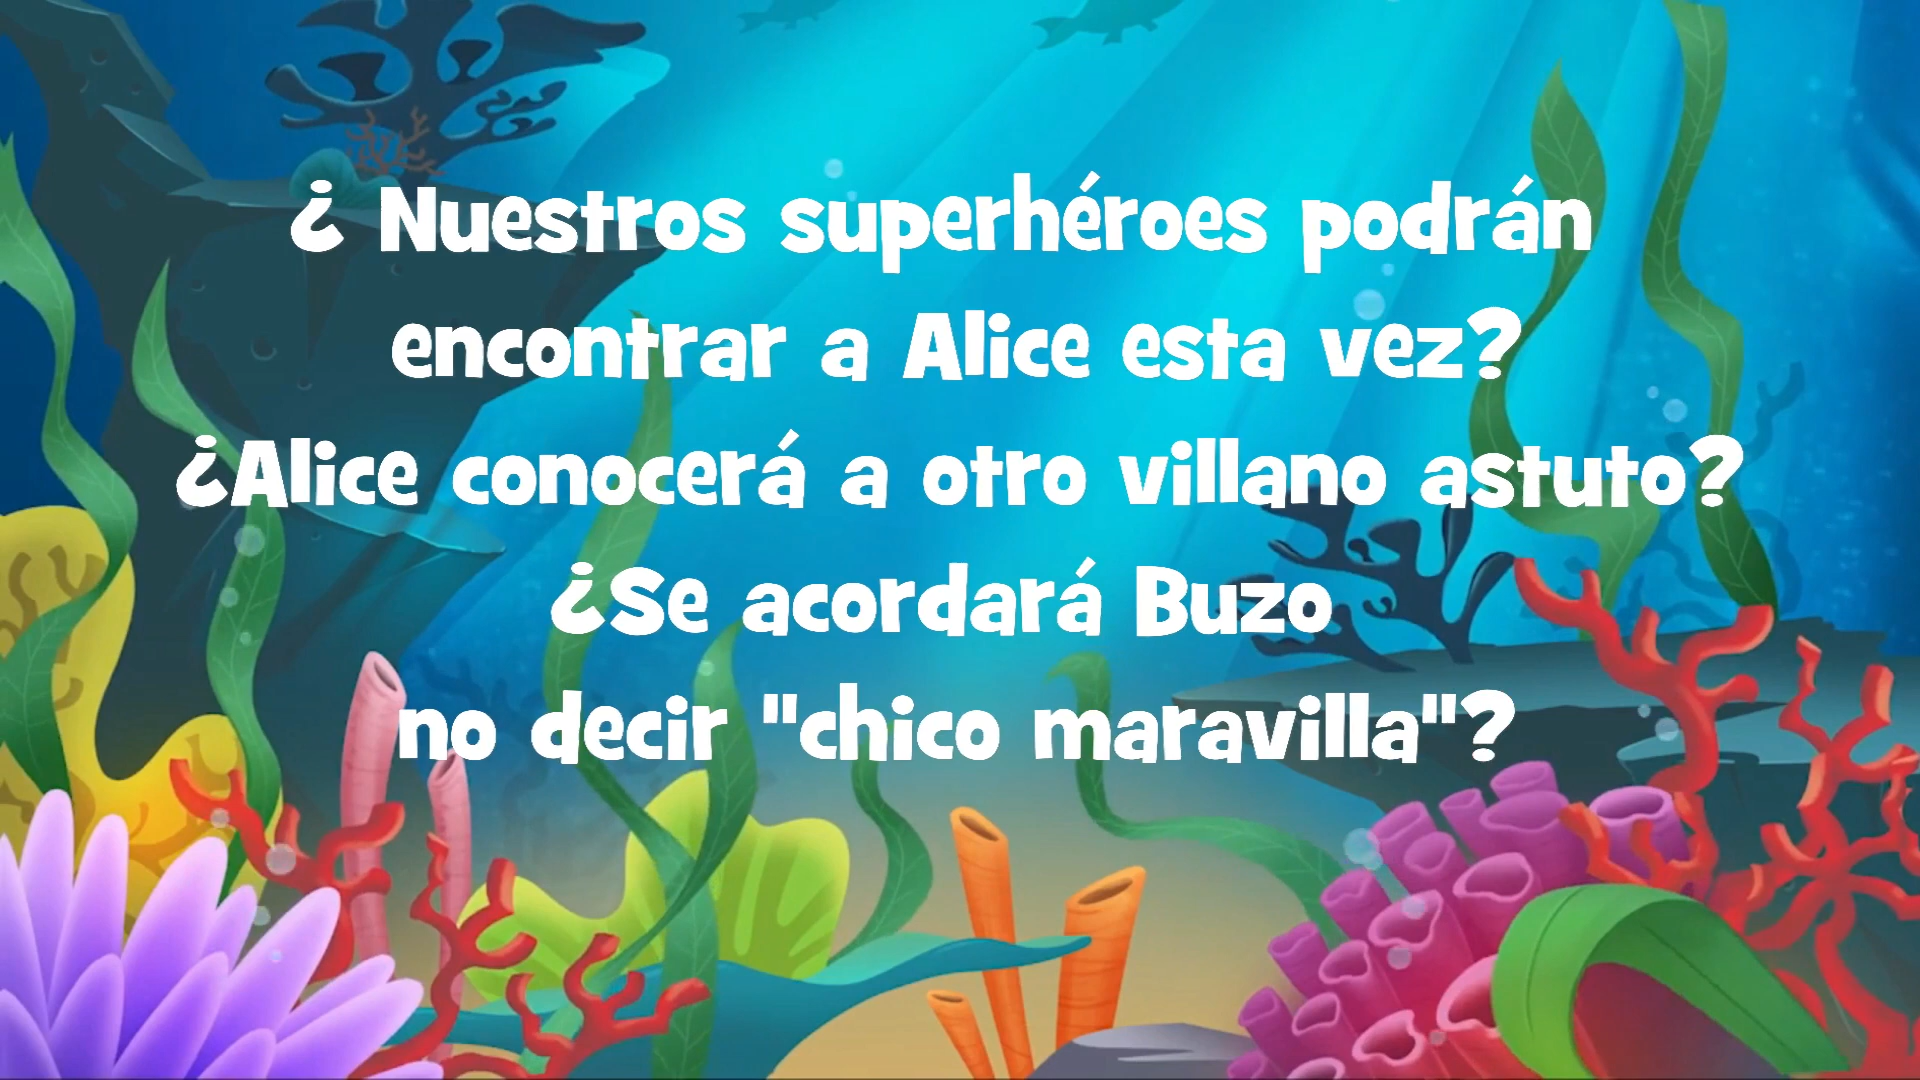 ¿ Nuestros superhéroes podrán
encontrar a Alice esta vez?
¿Alice conocerá a otro villano astuto?
¿Se acordará Buzo
no decir "chico maravilla"?